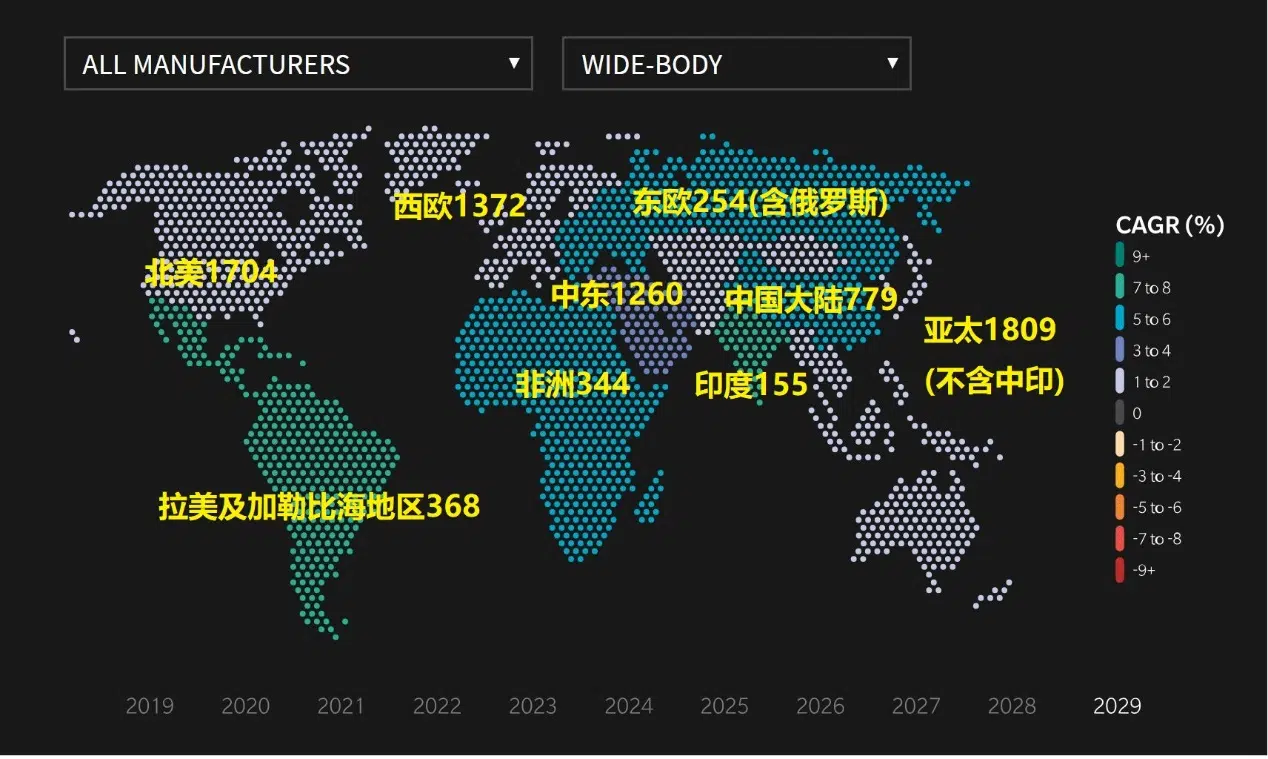 ALL MANUFACTURERS
WIDE-BODY
西欧1372
东欧254(含俄罗斯)
CAGR (%)
9+
北美1704
7 to 8
中东1260
中国大陆779
5 to 6
亚太1809
3 to 4
非洲344
印度155
(不含中印)
1 to 2
0
-1 to -2
-3 to -4
拉美及加勒比海地区368
-5 to -6
-7 to -8
-9+
2019 2020 2021 2022 2023 2024 2025 2026 2027 2028 2029